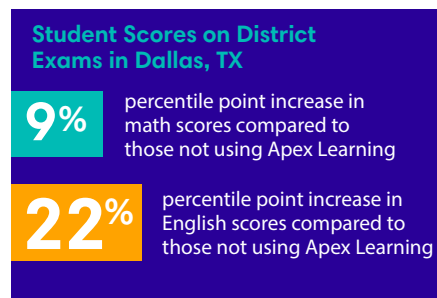 Student Scores on District
Exams in Dallas, TX
9%
percentile point increase in
math scores compared to
those not using Apex Learning
22%
percentile point increase in
English scores compared to
those not using Apex Learning